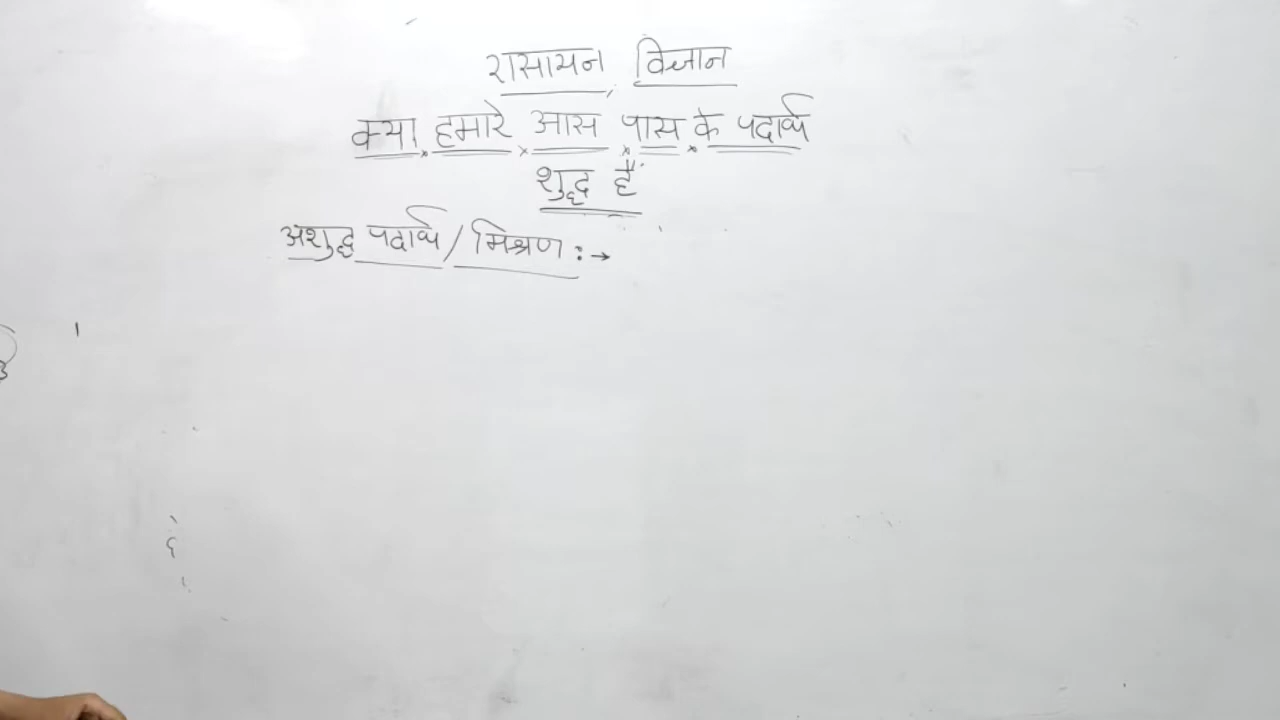 रासायन विज्ञान
क्या हमारे आस पास के पदार्थ
शुद्ध हैं
अशुद्ध पदार्थ / मिश्रण :→